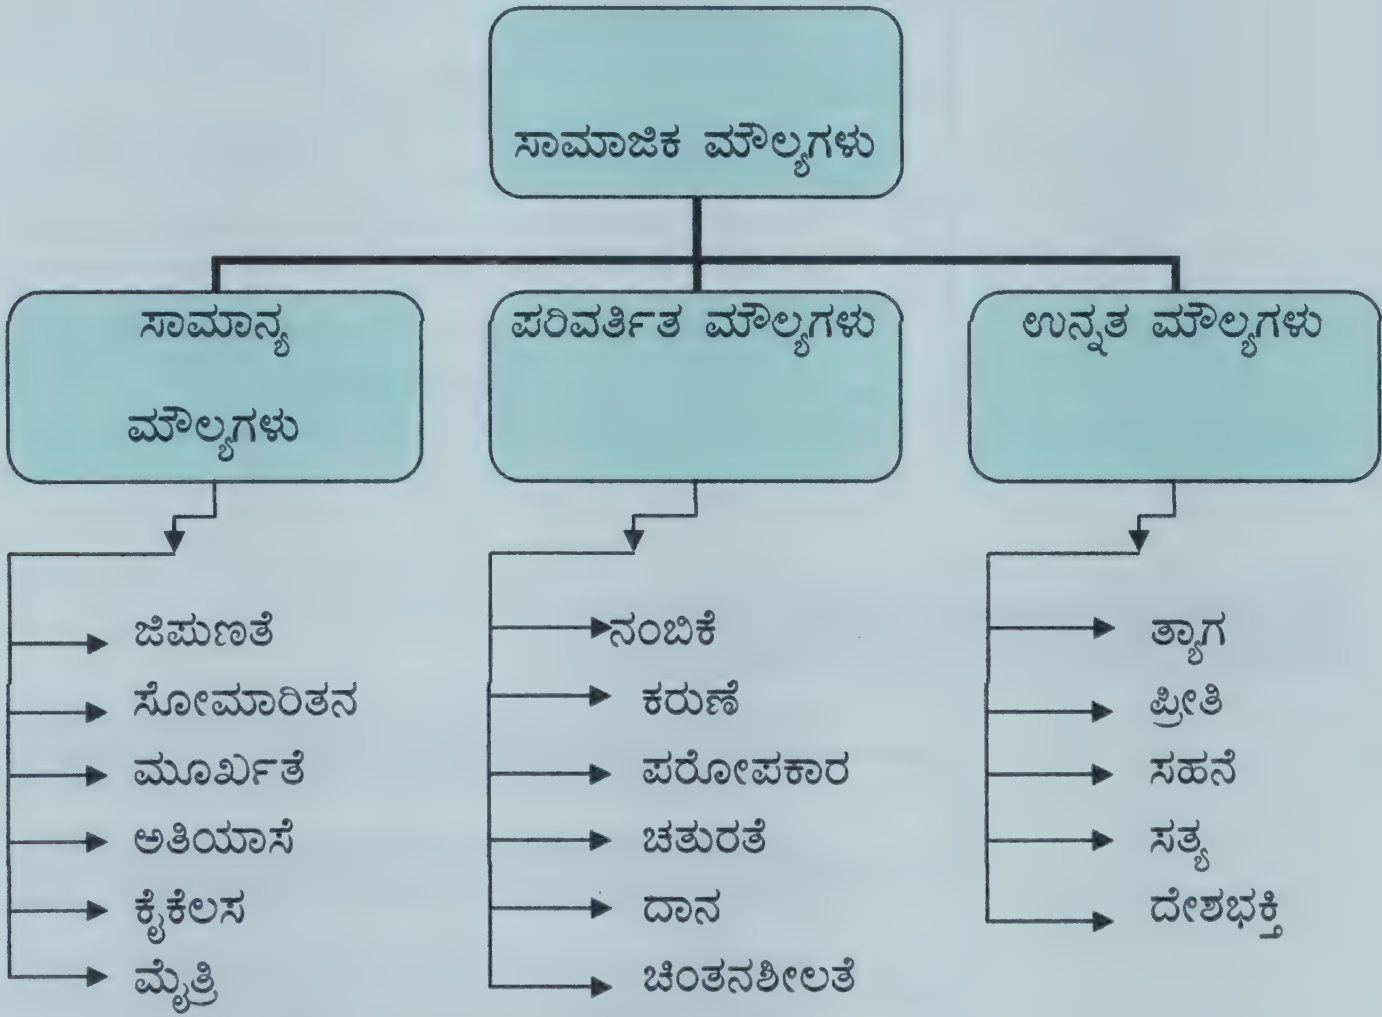 ಸಾಮಾಜಿಕ ಮೌಲ್ಯಗಳು
ಸಾಮಾನ್ಯ
ಮೌಲ್ಯಗಳು
ಪರಿವರ್ತಿತ ಮೌಲ್ಯಗಳು
ಉನ್ನತ ಮೌಲ್ಯಗಳು
ಜಿಪುಣತೆ
ಸೋಮಾರಿತನ
ಮೂರ್ಖತೆ
ಅತಿಯಾಸೆ
ಕೈಕೆಲಸ
ಮೈತ್ರಿ
ನಂಬಿಕೆ
ಕರುಣೆ
ಪರೋಪಕಾರ
ಚತುರತೆ
ದಾನ
ಚಿಂತನಶೀಲತೆ
ತ್ಯಾಗ
ಪ್ರೀತಿ
ಸಹನೆ
ಸತ್ಯ
ದೇಶಭಕ್ತಿ